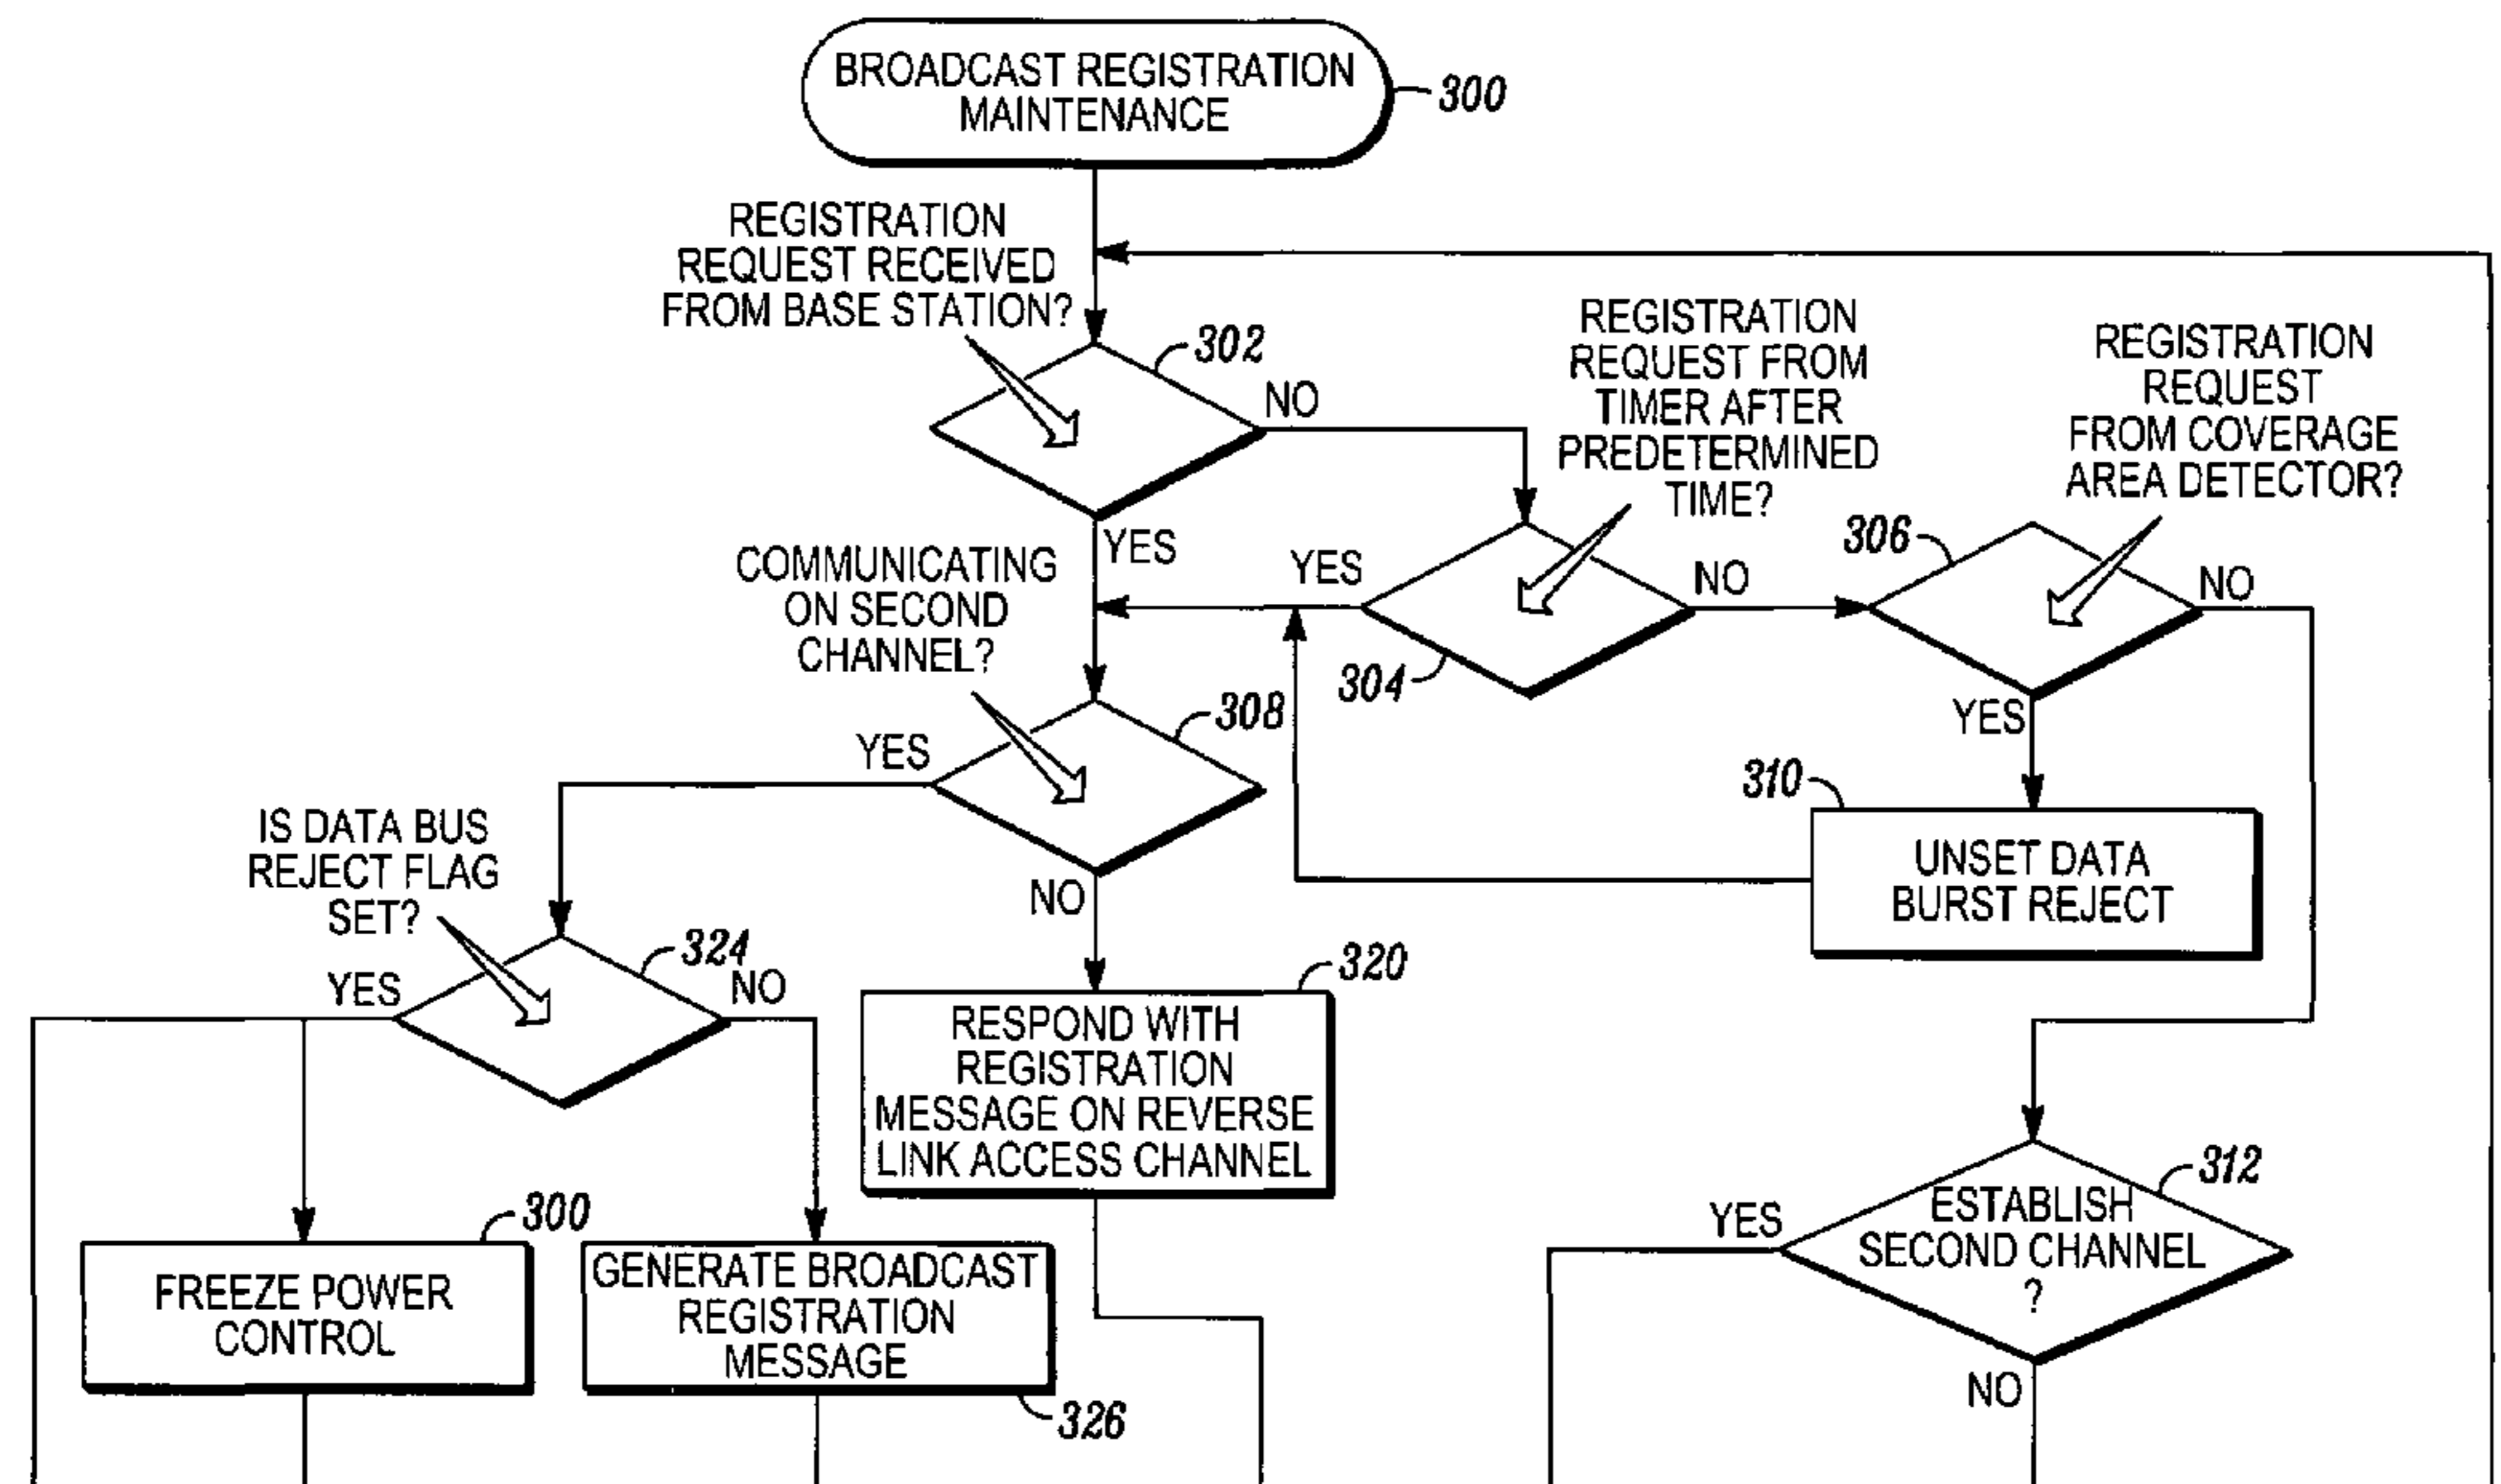 BROADCAST REGISTRATION
MAINTENANCE
300
REGISTRATION
REQUEST RECEIVED
FROM BASE STATION?
302
NO
YES
REGISTRATION
REQUEST FROM
TIMER AFTER
PREDETERMINED
TIME?
REGISTRATION
REQUEST
FROM COVERAGE
AREA DETECTOR?
YES
304
NO
306
NO
YES
COMMUNICATING
ON SECOND
CHANNEL?
308
YES
NO
310
UNSET DATA
BURST REJECT
IS DATA BUS
REJECT FLAG
SET?
324
YES
NO
320
RESPOND WITH
REGISTRATION
MESSAGE ON REVERSE
LINK ACCESS CHANNEL
312
ESTABLISH
SECOND CHANNEL
?
YES
NO
300
FREEZE POWER
CONTROL
GENERATE BROADCAST
REGISTRATION
MESSAGE
326